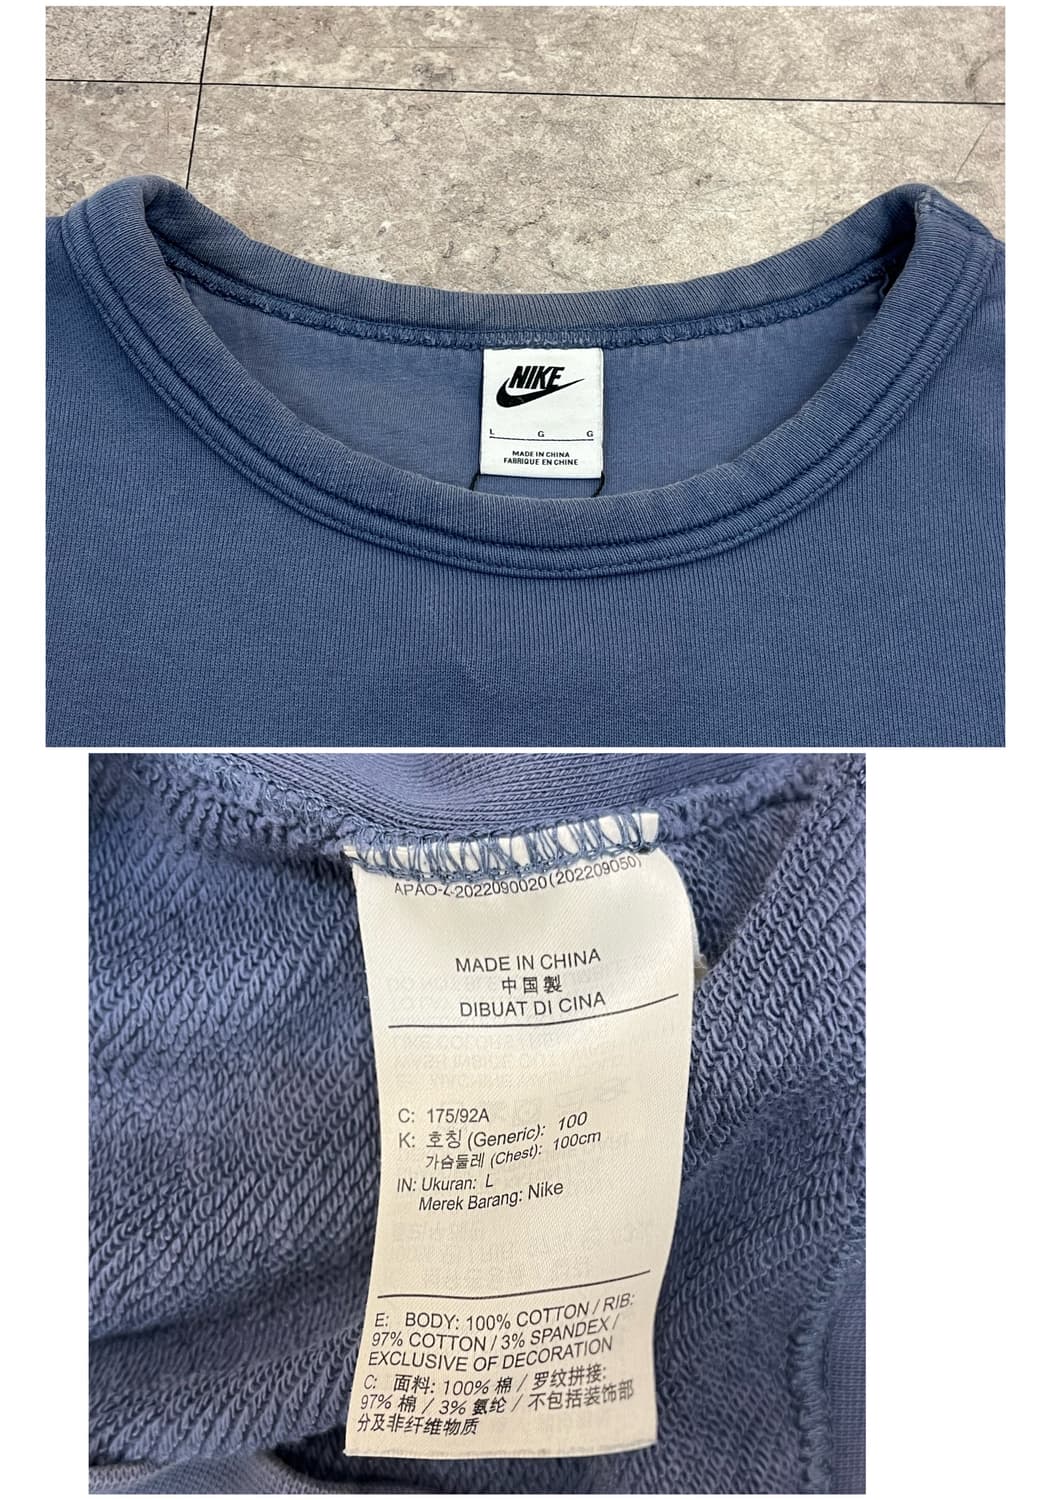 NIKE
L G G
MADE IN CHINA
FABRIQUE EN CHINE
2022090020(202209050)
MADE IN CHINA
中国製
DIBUAT DI CINA
C: 175/92A
K: 호칭 (Generic): 100
가슴둘레 (Chest): 100cm
IN: Ukuran: L
Merek Barang: Nike
E: BODY: 100% COTTON / RIB:
97% COTTON / 3% SPANDEX /
EXCLUSIVE OF DECORATION
C: 面料: 100% 棉 / 罗纹拼接:
97% 棉 / 3% 氨纶 / 不包括装饰部
分及非纤维物质